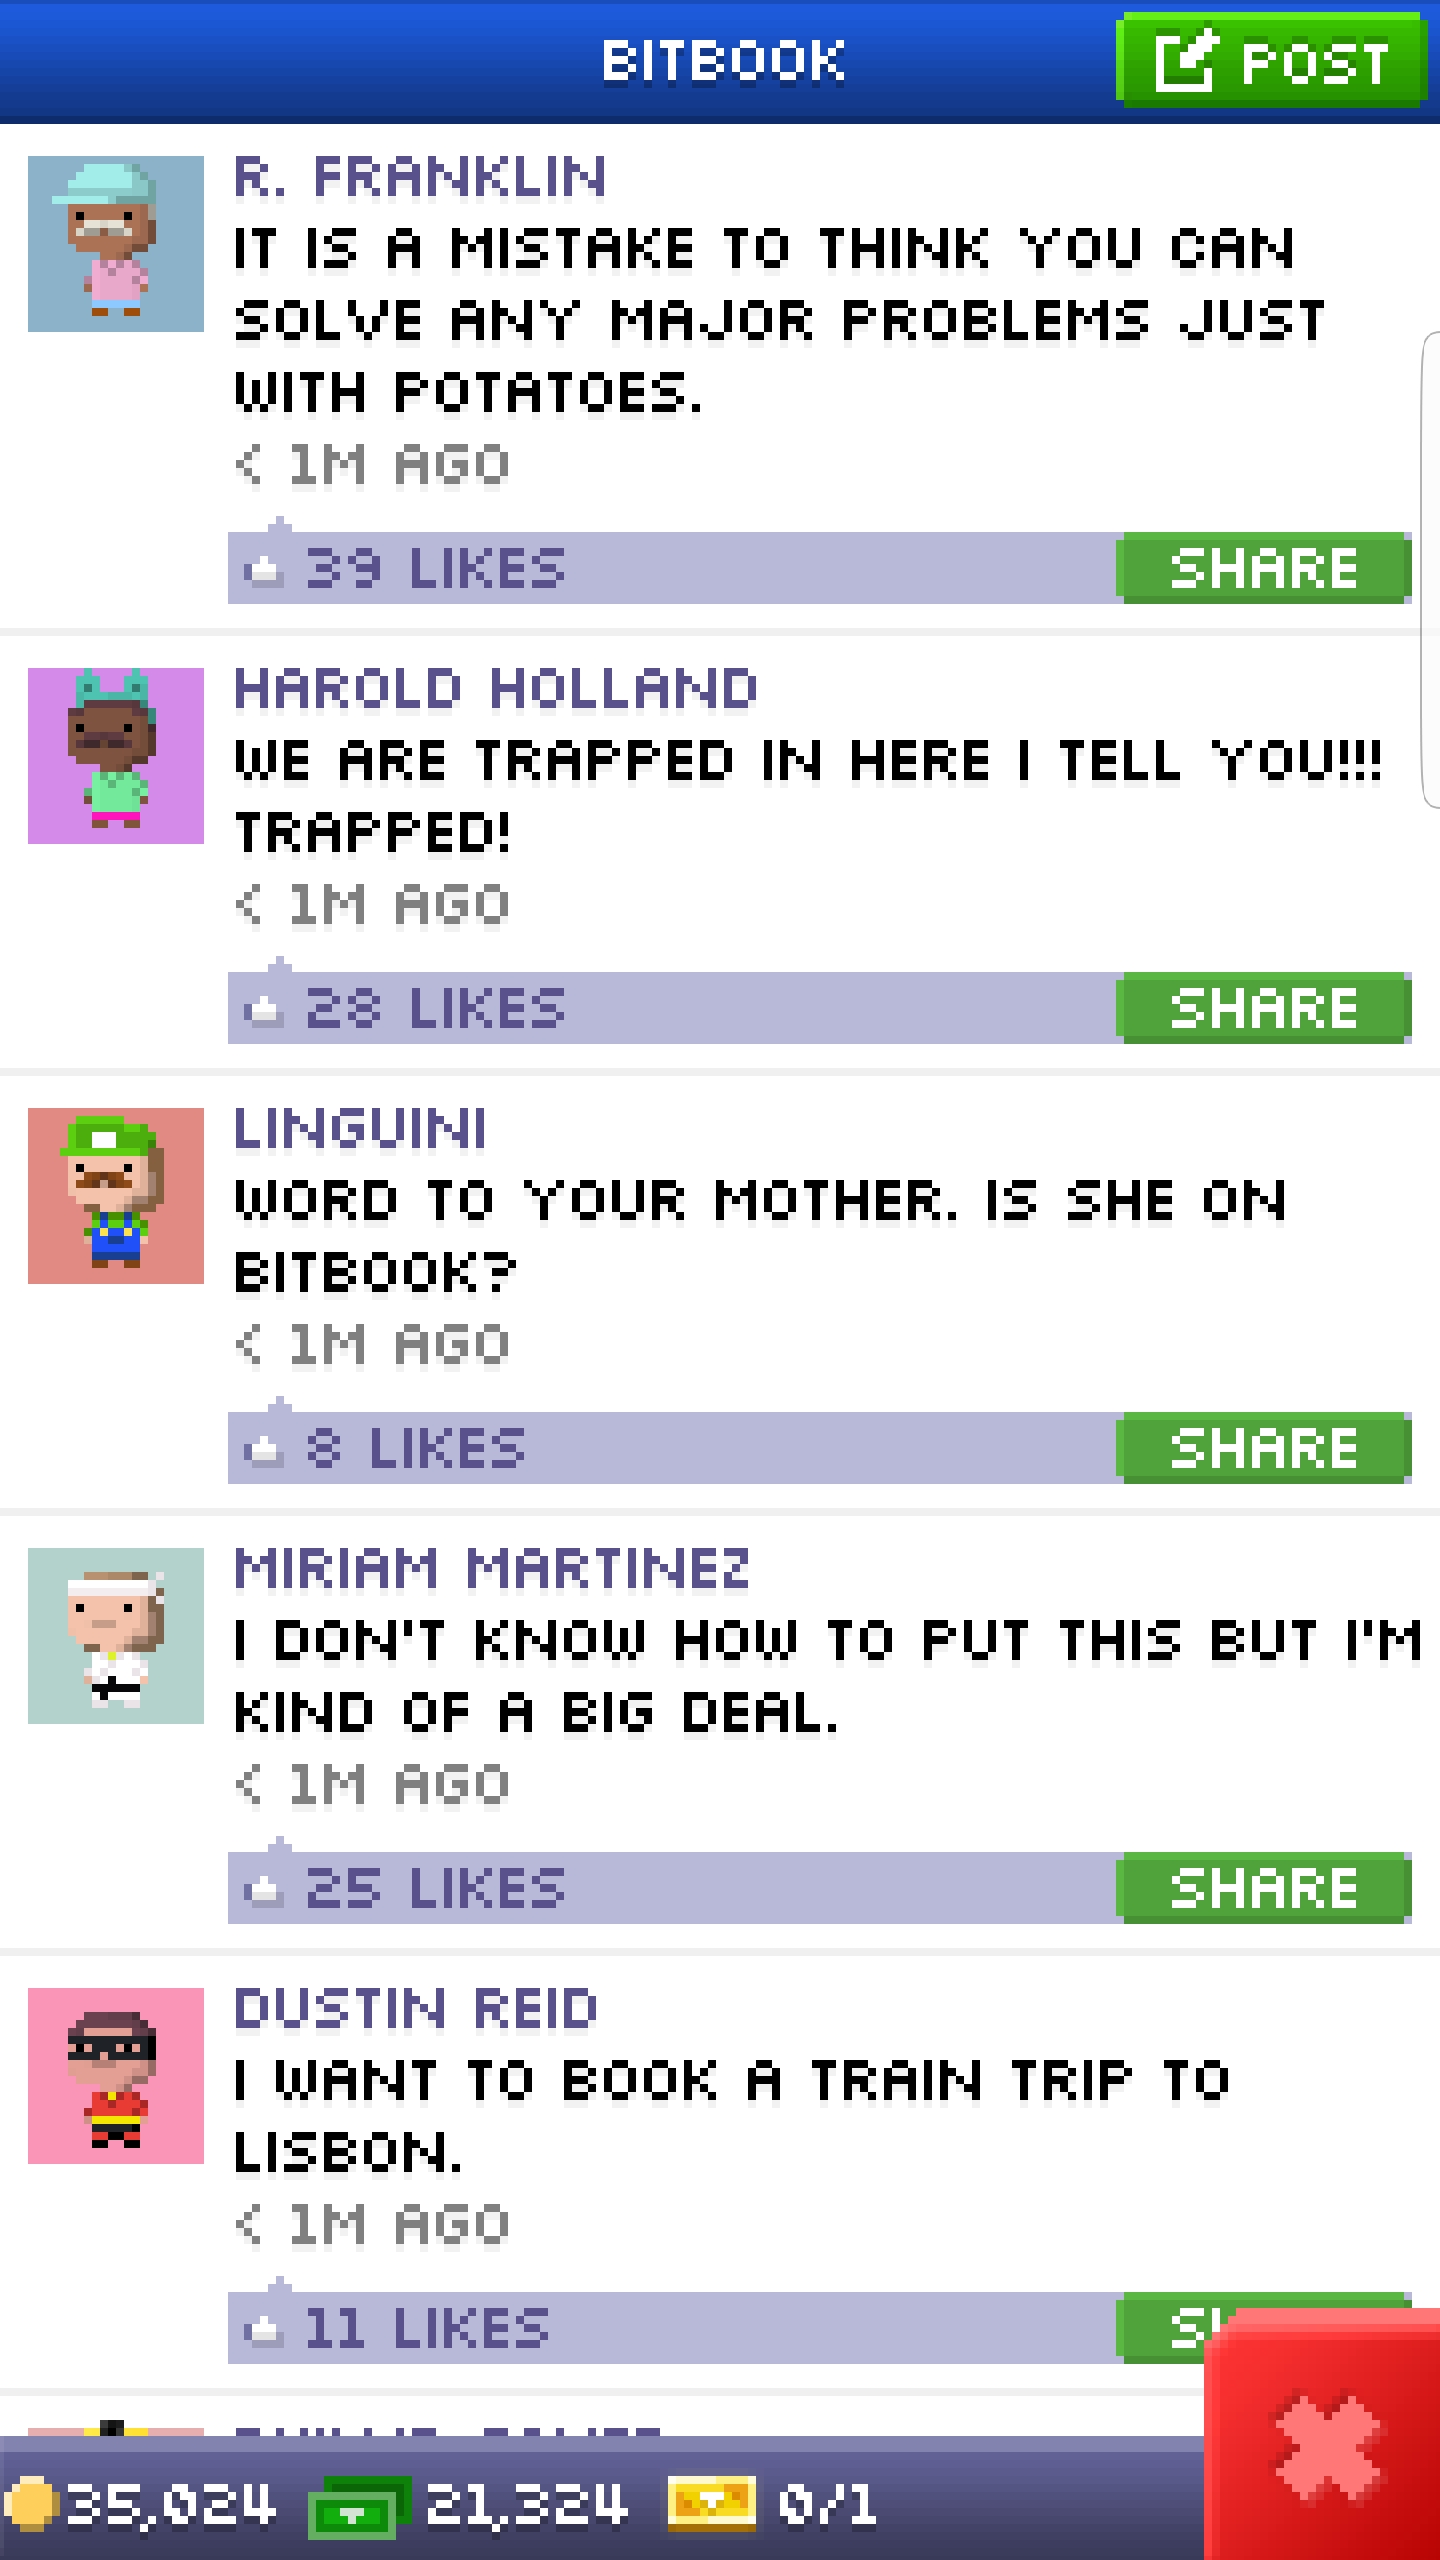 BITBOOK
POST
R. FRANKLIN
IT IS A MISTAKE TO THINK YOU CAN
SOLVE ANY MAJOR PROBLEMS JUST
WITH POTATOES.
< 1M AGO
39 LIKES
SHARE
HAROLD HOLLAND
WE ARE TRAPPED IN HERE I TELL YOU!!!
TRAPPED!
< 1M AGO
28 LIKES
SHARE
LINGUINI
WORD TO YOUR MOTHER. IS SHE ON
BITBOOK?
< 1M AGO
8 LIKES
SHARE
MIRIAM MARTINEZ
I DON'T KNOW HOW TO PUT THIS BUT I'M
KIND OF A BIG DEAL.
< 1M AGO
25 LIKES
SHARE
DUSTIN REID
I WANT TO BOOK A TRAIN TRIP TO
LISBON.
< 1M AGO
11 LIKES
35,024
21,324
0/1